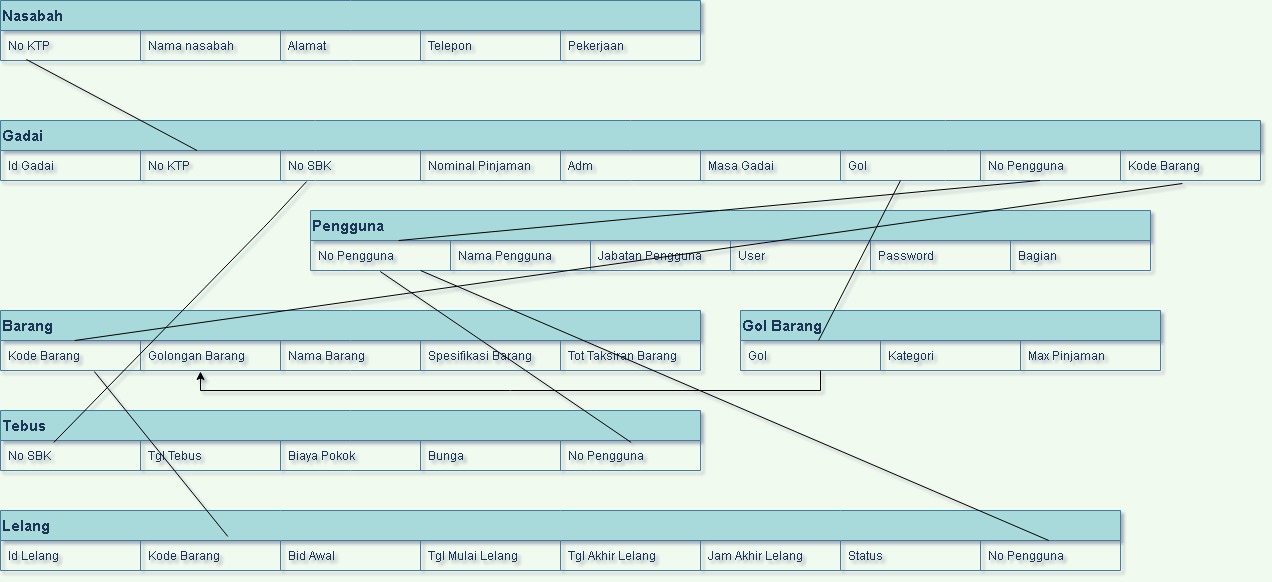 Nasabah
No KTP Nama nasabah Alamat Telepon Pekerjaan
Gadai
Id Gadai No KTP No SBK Nominal Pinjaman Adm Masa Gadai Gol No Pengguna Kode Barang
Pengguna
No Pengguna Nama Pengguna Jabatan Pengguna User Password Bagian
Barang
Kode Barang Golongan Barang Nama Barang Spesifikasi Barang Tot Taksiran Barang
Gol Barang
Gol Kategori Max Pinjaman
Tebus
No SBK Tgl Tebus Biaya Pokok Bunga No Pengguna
Lelang
Id Lelang Kode Barang Bid Awal Tgl Mulai Lelang Tgl Akhir Lelang Jam Akhir Lelang Status No Pengguna